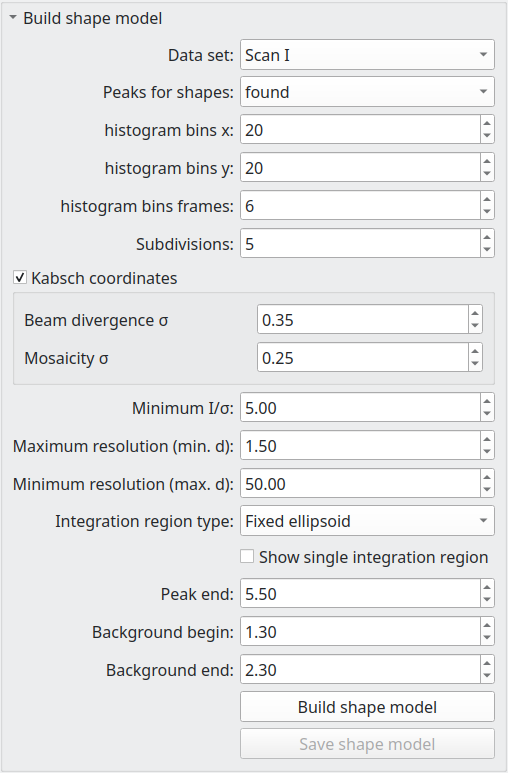 Build shape model
Data set: Scan I
Peaks for shapes: found
histogram bins x: 20
histogram bins y: 20
histogram bins frames: 6
Subdivisions: 5
Kabsch coordinates
Beam divergence σ 0.35
Mosaicity σ 0.25
Minimum I/σ: 5.00
Maximum resolution (min. d): 1.50
Minimum resolution (max. d): 50.00
Integration region type: Fixed ellipsoid
Show single integration region
Peak end: 5.50
Background begin: 1.30
Background end: 2.30
Build shape model
Save shape model